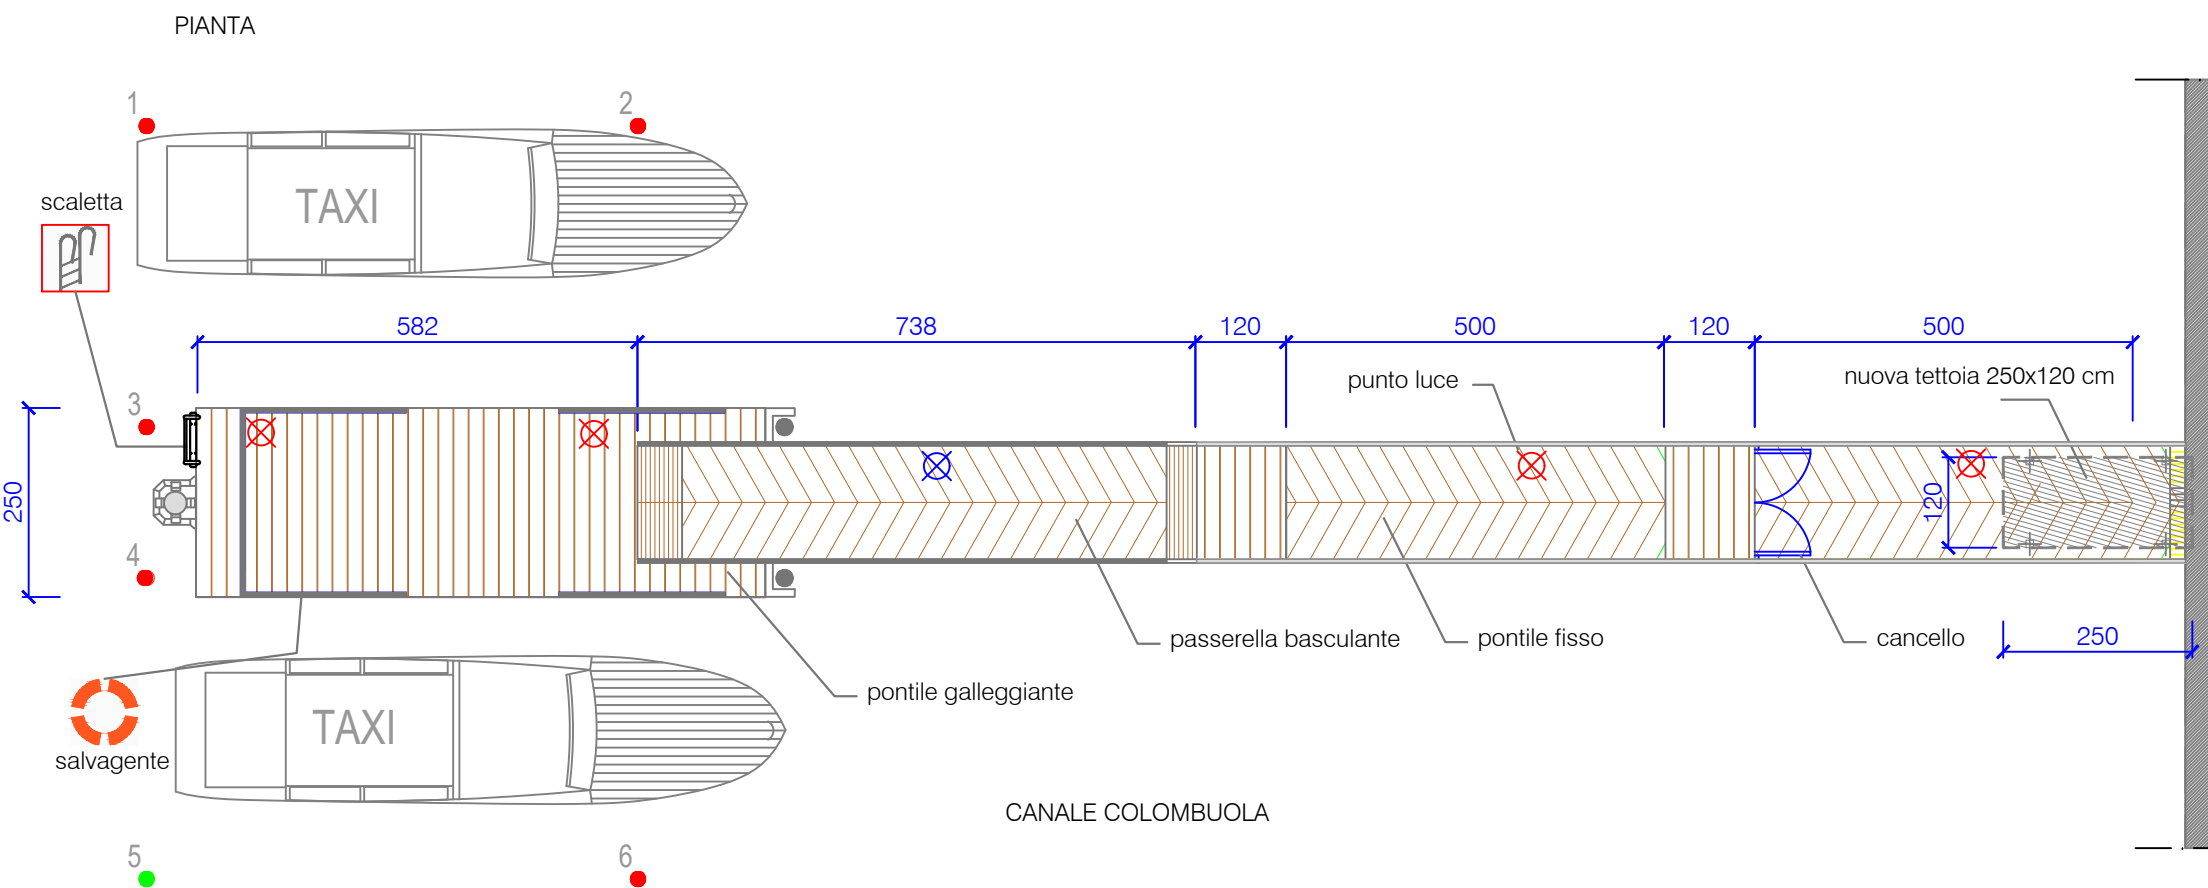 PIANTA
1
2
scaletta
TAXI
582
738
120
500
120
500
punto luce
nuova tettoia 250x120 cm
3
250
120
4
passerella basculante
pontile fisso
cancello
250
pontile galleggiante
TAXI
salvagente
CANALE COLOMBUOLA
5
6